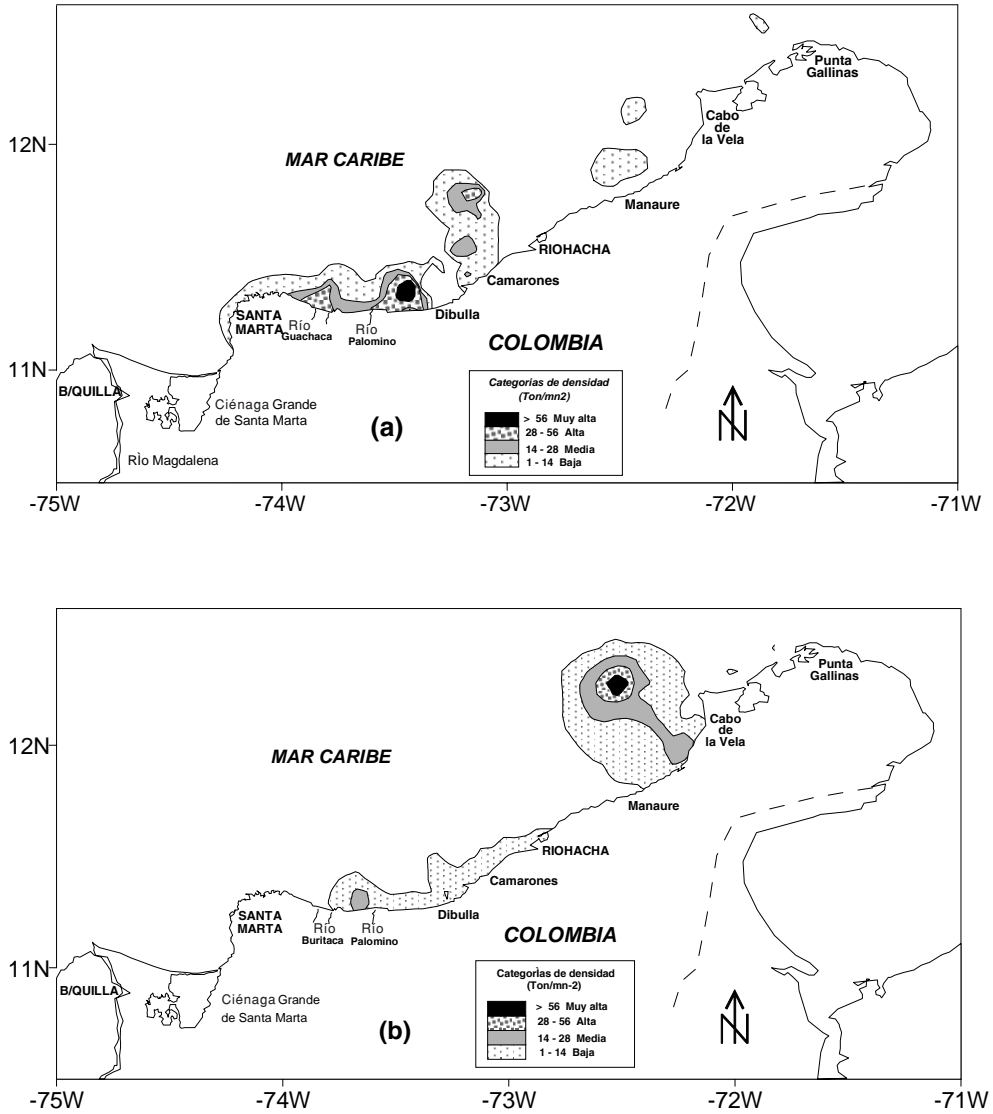 Punta
Gallinas
Cabo
de
la Vela
12N
MAR CARIBE
Manaure
RIOHACHA
Camarones
SANTA
MARTA
Río
Guachaca
Río
Palomino
Dibulla
COLOMBIA
11N
B/QUILLA
Ciénaga Grande
de Santa Marta
(a)
RÌo Magdalena
Categorías de densidad
(Ton/mn2)
> 56 Muy alta
28 - 56 Alta
14 - 28 Media
1 - 14 Baja
N
-75W -74W -73W -72W -71W
Punta
Gallinas
Cabo
de
la Vela
12N
MAR CARIBE
Manaure
RIOHACHA
Camarones
SANTA
MARTA
Río
Buritaca
Río
Palomino
Dibulla
COLOMBIA
11N
B/QUILLA
Ciénaga Grande
de Santa Marta
(b)
CategorÌas de densidad
(Ton/mn-2)
> 56 Muy alta
28 - 56 Alta
14 - 28 Media
1 - 14 Baja
N
-75W -74W -73W -72W -71W